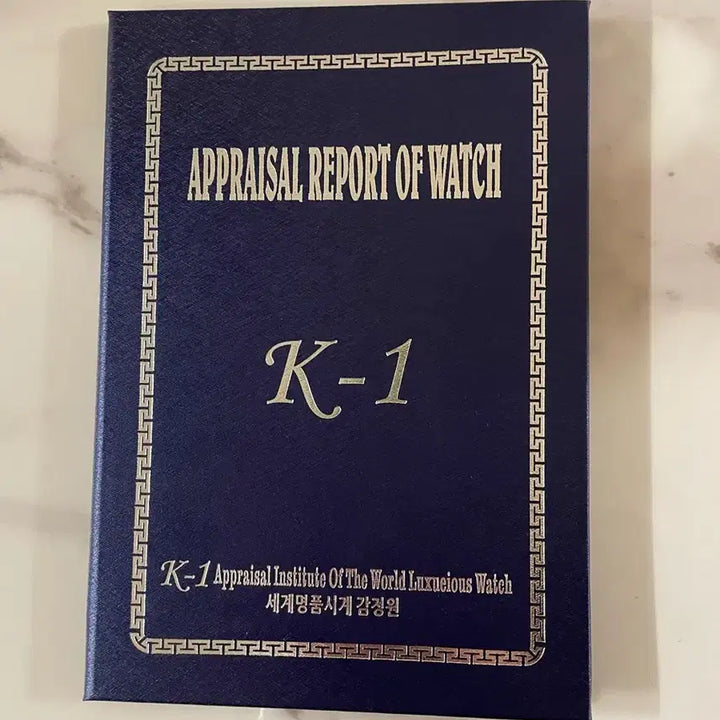 APPRAISAL REPORT OF WATCH
K-1
K-1 Appraisal Institute Of The World Luxueious Watch
세계명품시계 감정원